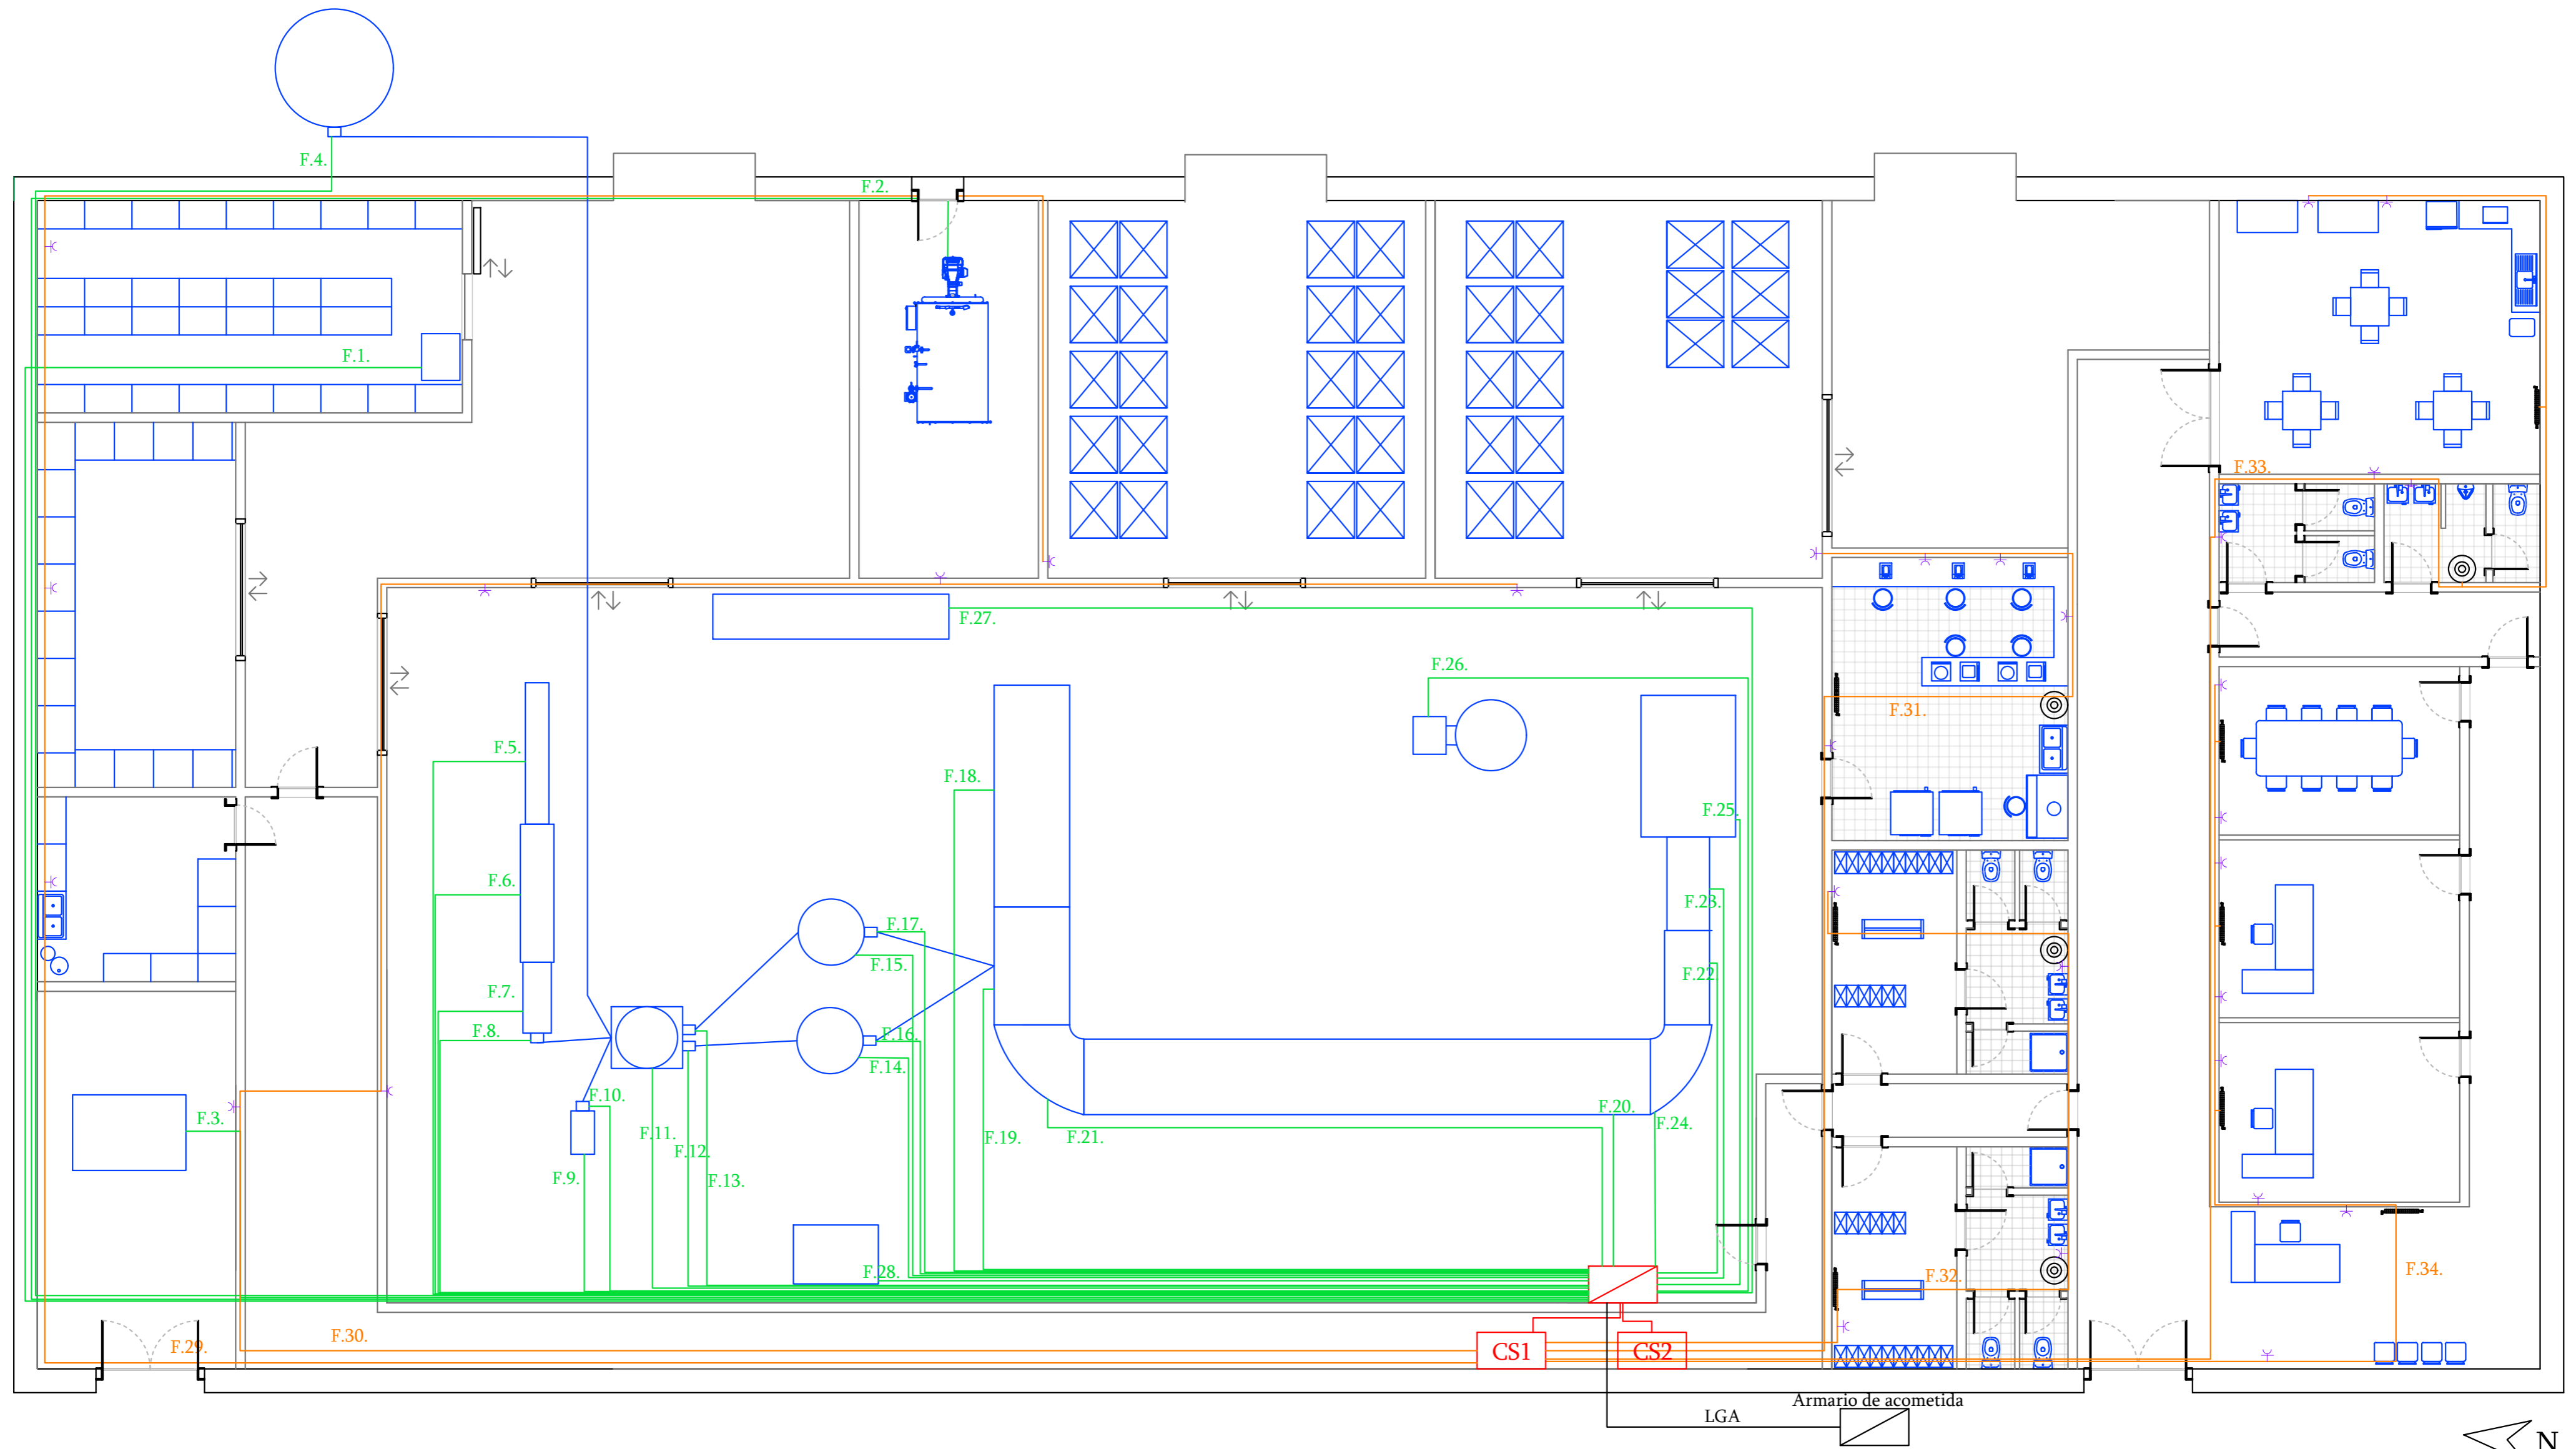 F.4.
F.2.
F.1.
F.33.
F.27.
F.26.
F.31.
F.5.
F.18.
F.25.
F.6.
F.23.
F.17.
F.15.
F.22.
F.7.
F.8.
F.16.
F.14.
F.10.
F.3.
F.11.
F.12.
F.19.
F.21.
F.20.
F.24.
F.9.
F.13.
F.28.
F.32.
F.34.
F.29.
F.30.
CS1
CS2
Armario de acometida
LGA
N